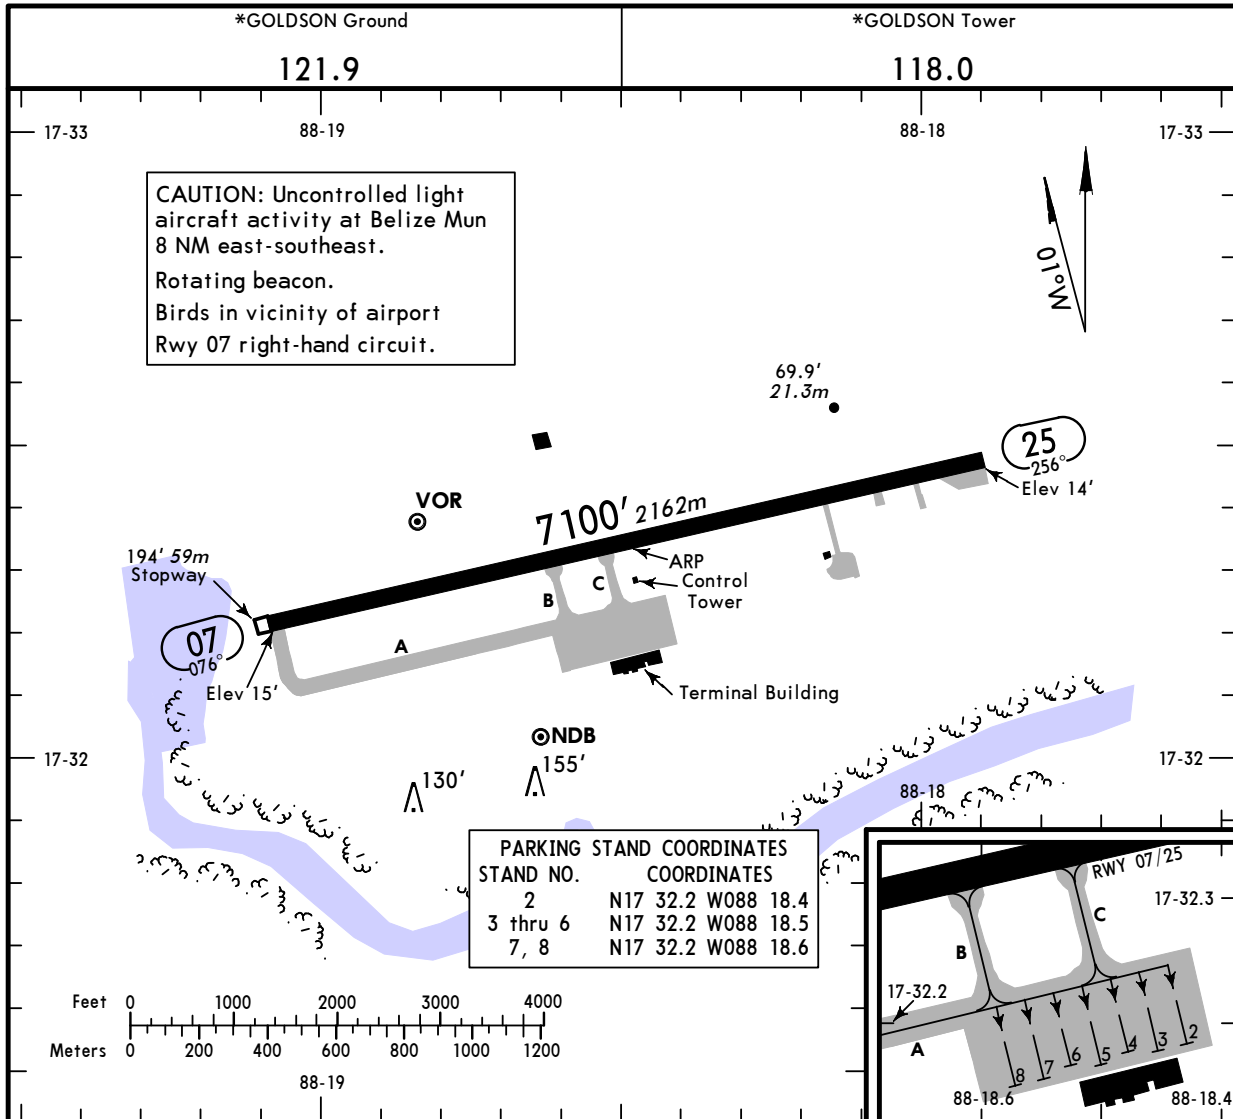 *GOLDSON Ground
*GOLDSON Tower
121.9
118.0
17-33
88-19
88-18
17-33
CAUTION: Uncontrolled light
aircraft activity at Belize Mun
8 NM east-southeast.
Rotating beacon.
Birds in vicinity of airport
Rwy 07 right-hand circuit.
01°W
69.9'
21.3m
25
256°
Elev 14'
VOR
7100' 2162m
194' 59m
Stopway
ARP
Control
Tower
B
C
A
07
076°
Elev 15'
Terminal Building
NDB
17-32
17-32
130'
155'
88-18
PARKING STAND COORDINATES
STAND NO. COORDINATES
2 N17 32.2 W088 18.4
3 thru 6 N17 32.2 W088 18.5
7, 8 N17 32.2 W088 18.6
RWY 07/25
17-32.3
C
B
17-32.2
A
8 7 6 5 4 3 2
88-18.6
88-18.4
Feet 0 1000 2000 3000 4000
Meters 0 200 400 600 800 1000 1200
88-19